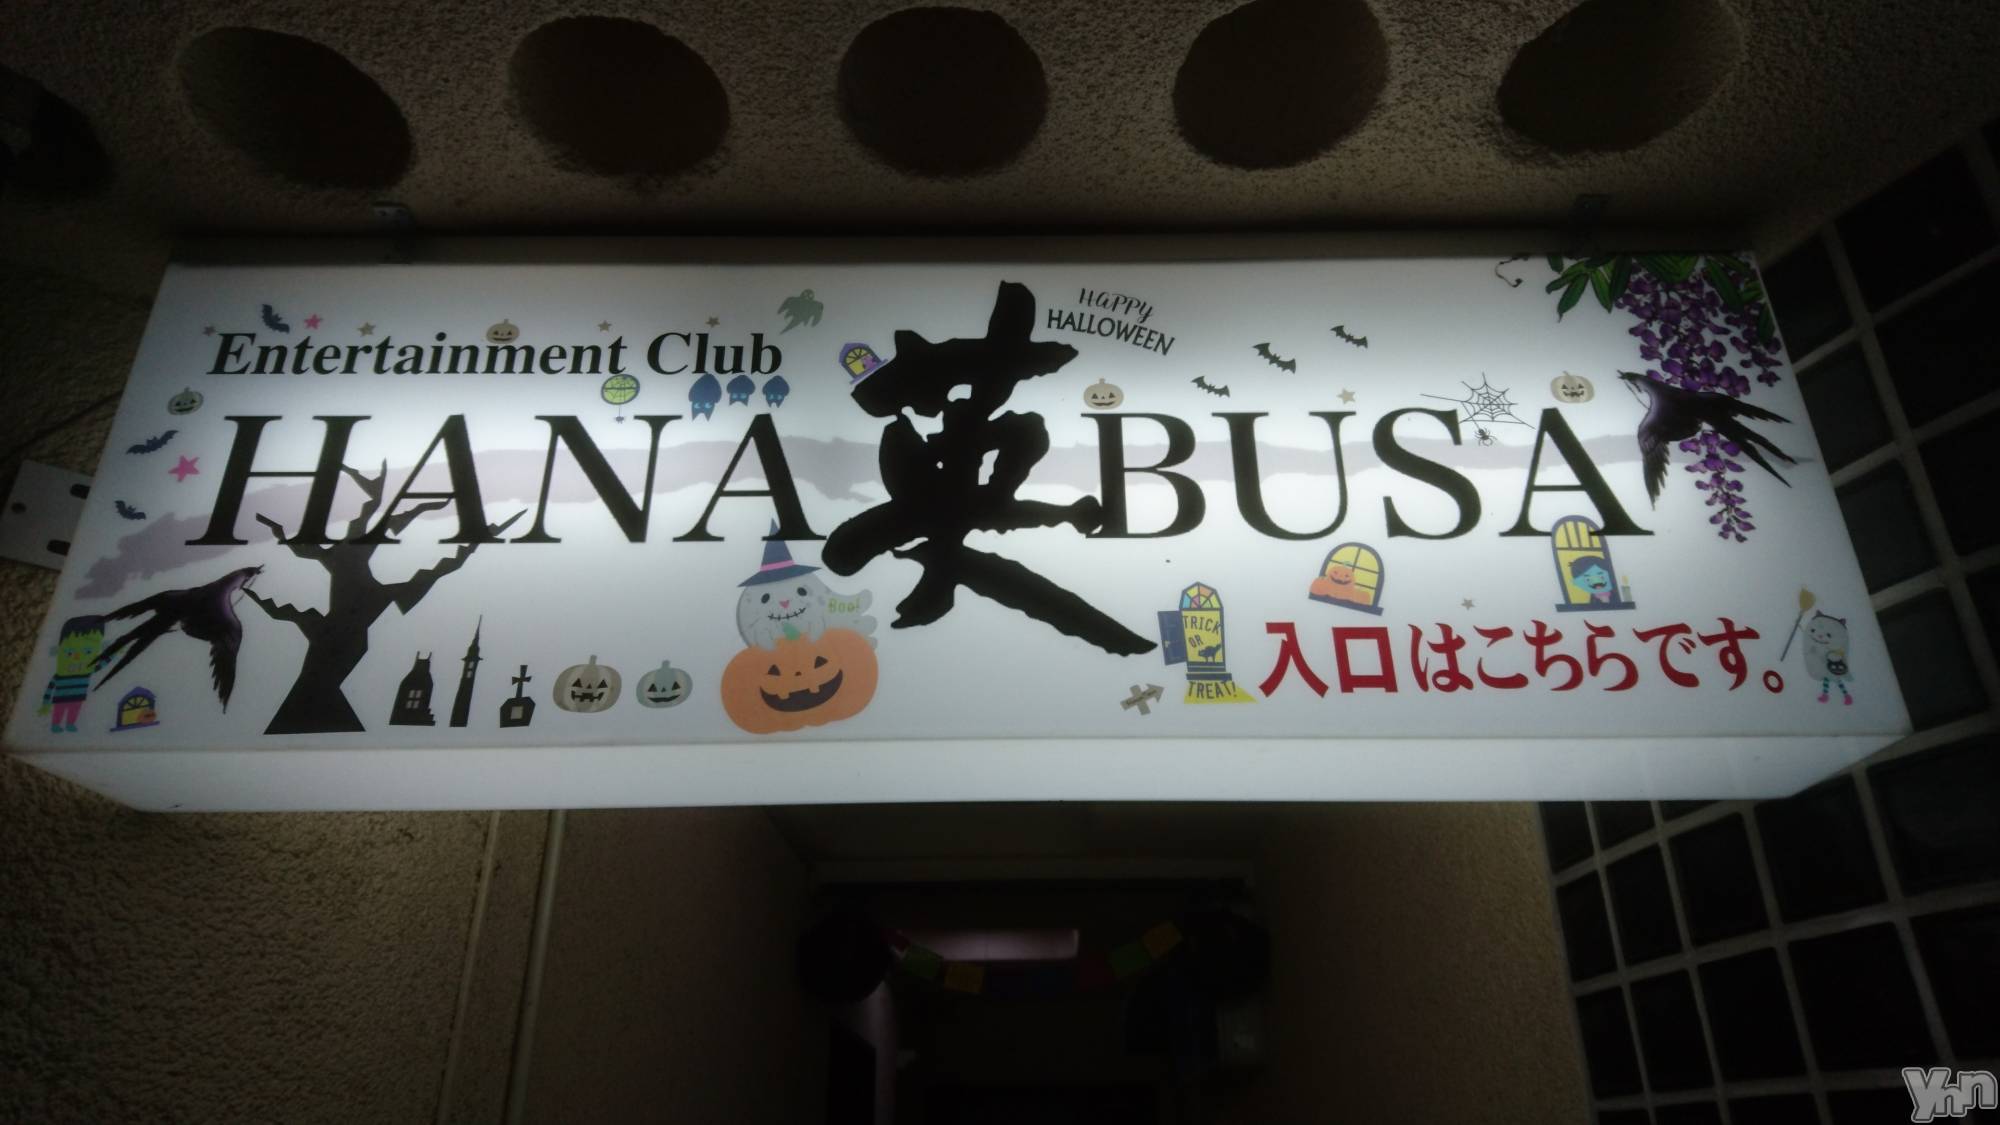 Entertainment Club
HAPPY
HALLOWEEN
HANA英BUSA
Boo!
TRICK
OR
TREAT!
入口はこちらです。
Ynn